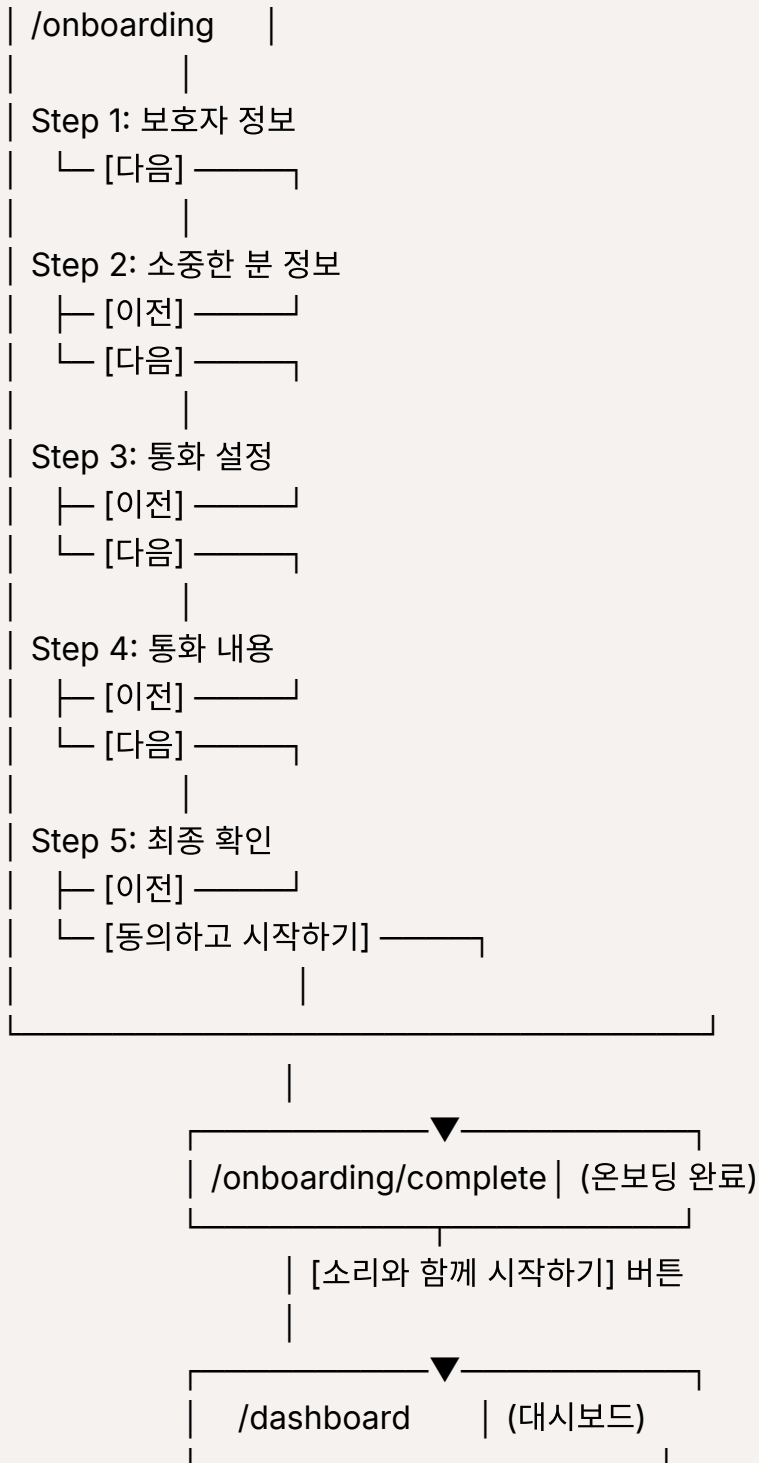 │ /onboarding      │
│                  │
│ Step 1: 보호자 정보
│    └─ [다음] ─────┐
│                  │
│ Step 2: 소중한 분 정보
│    ├─ [이전] ─────┘
│    └─ [다음] ─────┐
│                  │
│ Step 3: 통화 설정
│    ├─ [이전] ─────┘
│    └─ [다음] ─────┐
│                  │
│ Step 4: 통화 내용
│    ├─ [이전] ─────┘
│    └─ [다음] ─────┐
│                  │
│ Step 5: 최종 확인
│    ├─ [이전] ─────┘
│    └─ [동의하고 시작하기] ─────┐
│                              │
└───────────────────────────────────┘
                             │
                   ┌────────────▼────────────┐
                   │ /onboarding/complete│ (온보딩 완료)
                   └────────────┬────────────┘
                             │ [소리와 함께 시작하기] 버튼
                             │
                   ┌────────────▼────────────┐
                   │    /dashboard       │ (대시보드)